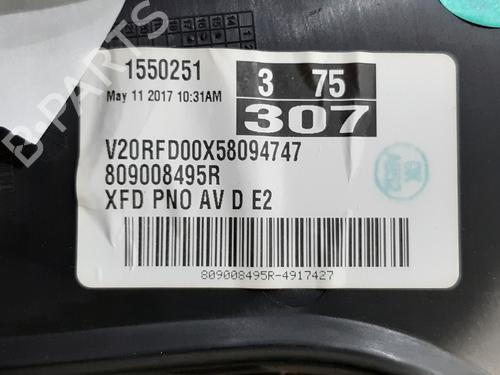 B-PARTS
1550251
May 11 2017 10:31AM
3 75
307
V20RFD00X58094747
809008495R
XFD PNO AV D E2
809008495R-4917427